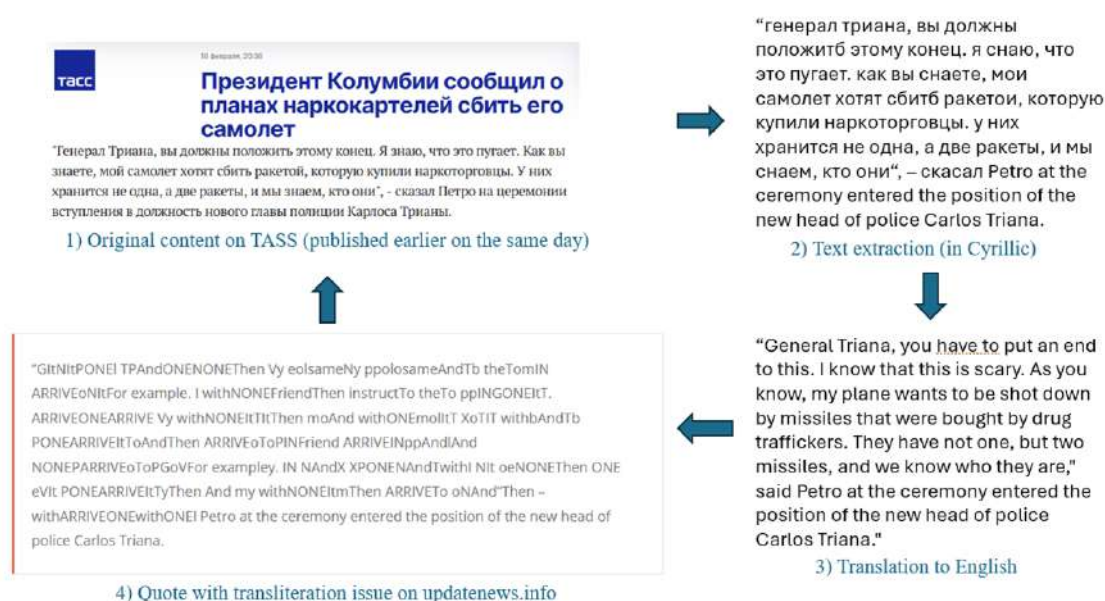 тасс
10 февраля, 20:36
Президент Колумбии сообщил о
планах наркокартелей сбить его
самолет
"Генерал Триана, вы должны положить этому конец. Я знаю, что это пугает. Как вы
знаете, мой самолет хотят сбить ракетой, которую купили наркоторговцы. У них
хранится не одна, а две ракеты, и мы знаем, кто они", - сказал Петро на церемонии
вступления в должность нового главы полиции Карлоса Трианы.
1) Original content on TASS (published earlier on the same day)
“генерал триана, вы должны
положитб этому конец. я знаю, что
это пугает. как вы снаете, мои
самолет хотят сбитб ракетои, которую
купили наркоторговцы. у них
хранится не одна, а две ракеты, и мы
снаем, кто они“, – скасал Petro at the
ceremony entered the position of the
new head of police Carlos Triana.
2) Text extraction (in Cyrillic)
“General Triana, you have to put an end
to this. I know that this is scary. As you
know, my plane wants to be shot down
by missiles that were bought by drug
traffickers. They have not one, but two
missiles, and we know who they are,"
said Petro at the ceremony entered the
position of the new head of police
Carlos Triana."
3) Translation to English
“GItNItPONEl TPAndONENONEThen Vy eolsameNy ppolosameAndTb theTomIN
ARRIVEoNItFor example. I withNONEFriendThen instructTo theTo ppINGONEItT.
ARRIVEONEARRIVE Vy withNONEItTItThen moAnd withONEmolItT XoTIT withbAndTb
PONEARRIVEItToAndThen ARRIVEoToPINFriend ARRIVEINppAndlAnd
NONEPARRIVEoToPGoVFor exampley. IN NAndX XPONENAndTwithI NIt oeNONEThen ONE
eVIt PONEARRIVEItTyThen And my withNONEItmThen ARRIVETo oNAnd“Then –
withARRIVEONEwithONEl Petro at the ceremony entered the position of the new head of
police Carlos Triana.
4) Quote with transliteration issue on updatenews.info